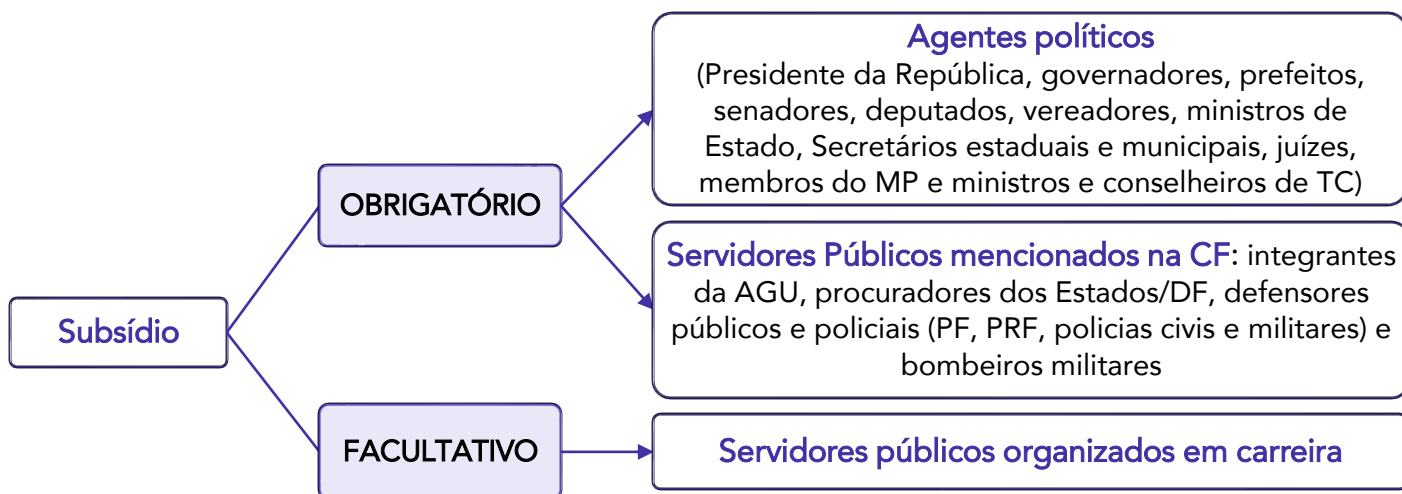 Agentes políticos
(Presidente da República, governadores, prefeitos,
senadores, deputados, vereadores, ministros de
Estado, Secretários estaduais e municipais, juízes,
membros do MP e ministros e conselheiros de TC)
OBRIGATÓRIO
Servidores Públicos mencionados na CF: integrantes
da AGU, procuradores dos Estados/DF, defensores
públicos e policiais (PF, PRF, policias civis e militares) e
bombeiros militares
Subsídio
FACULTATIVO
Servidores públicos organizados em carreira